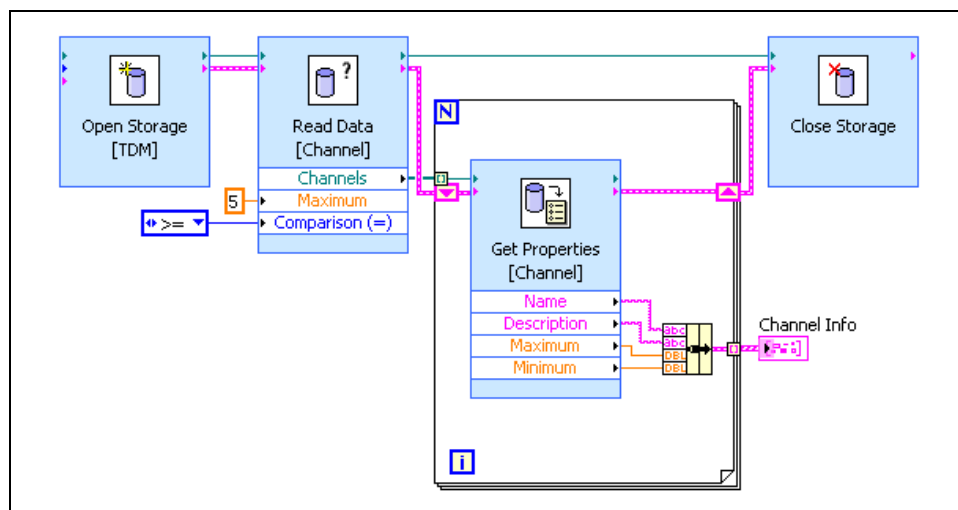 Open Storage
[TDM]
?
Read Data
[Channel]
Channels
Maximum
Comparison (=)
5
>=
N
Get Properties
[Channel]
Name
Description
Maximum
Minimum
abc
abc
DBL
DBL
i
Channel Info
Close Storage